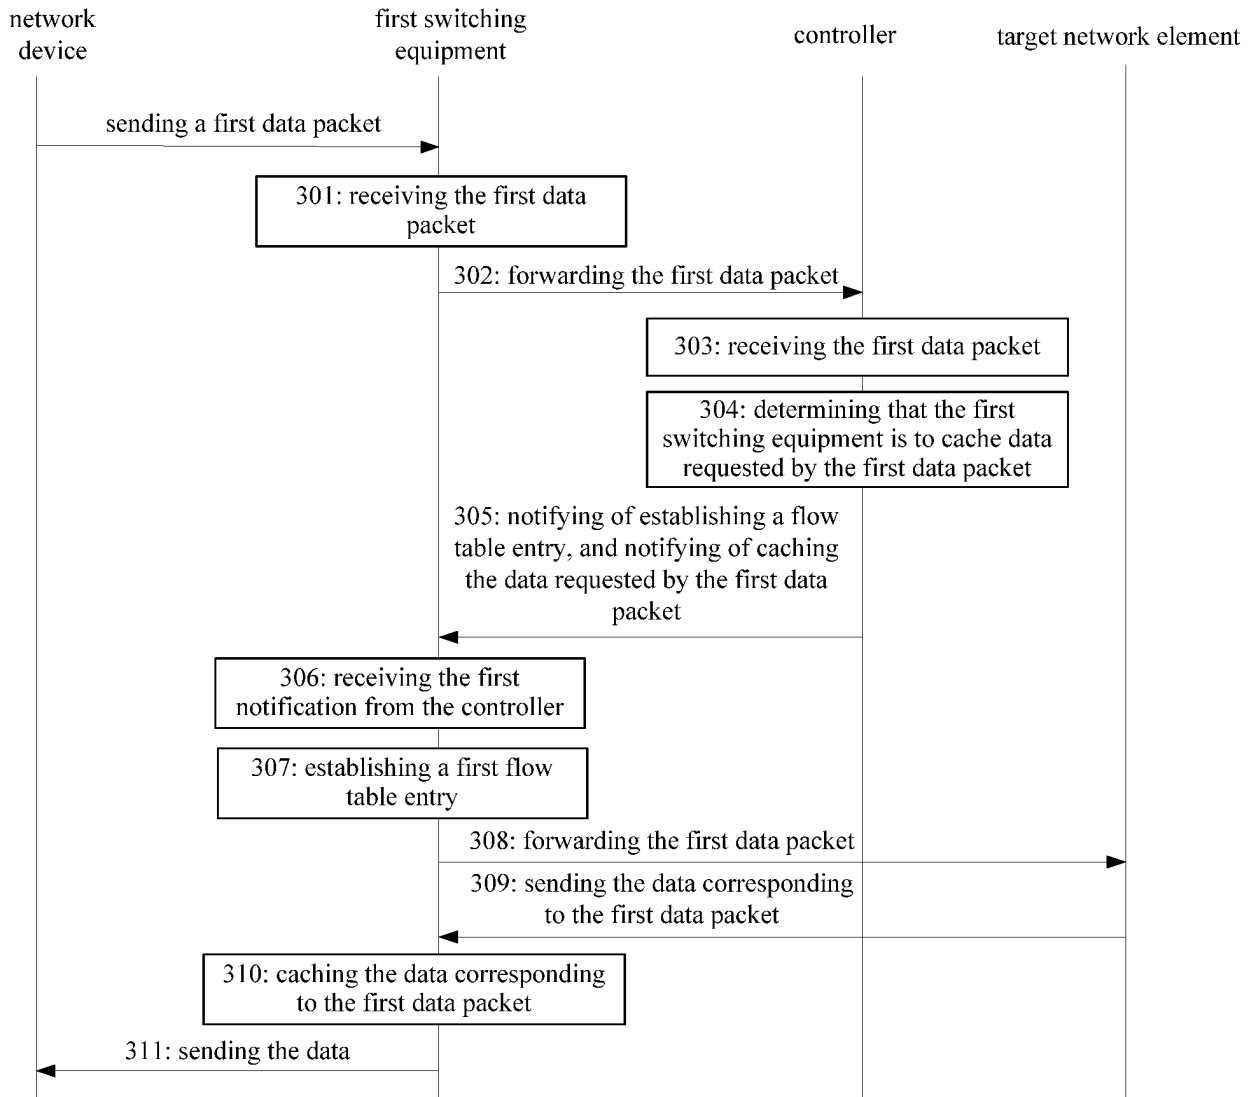 network
device
first switching
equipment
controller
target network element
sending a first data packet
301: receiving the first data
packet
302: forwarding the first data packet
303: receiving the first data packet
304: determining that the first
switching equipment is to cache data
requested by the first data packet
305: notifying of establishing a flow
table entry, and notifying of caching
the data requested by the first data
packet
306: receiving the first
notification from the controller
307: establishing a first flow
table entry
308: forwarding the first data packet
309: sending the data corresponding
to the first data packet
310: caching the data corresponding
to the first data packet
311: sending the data